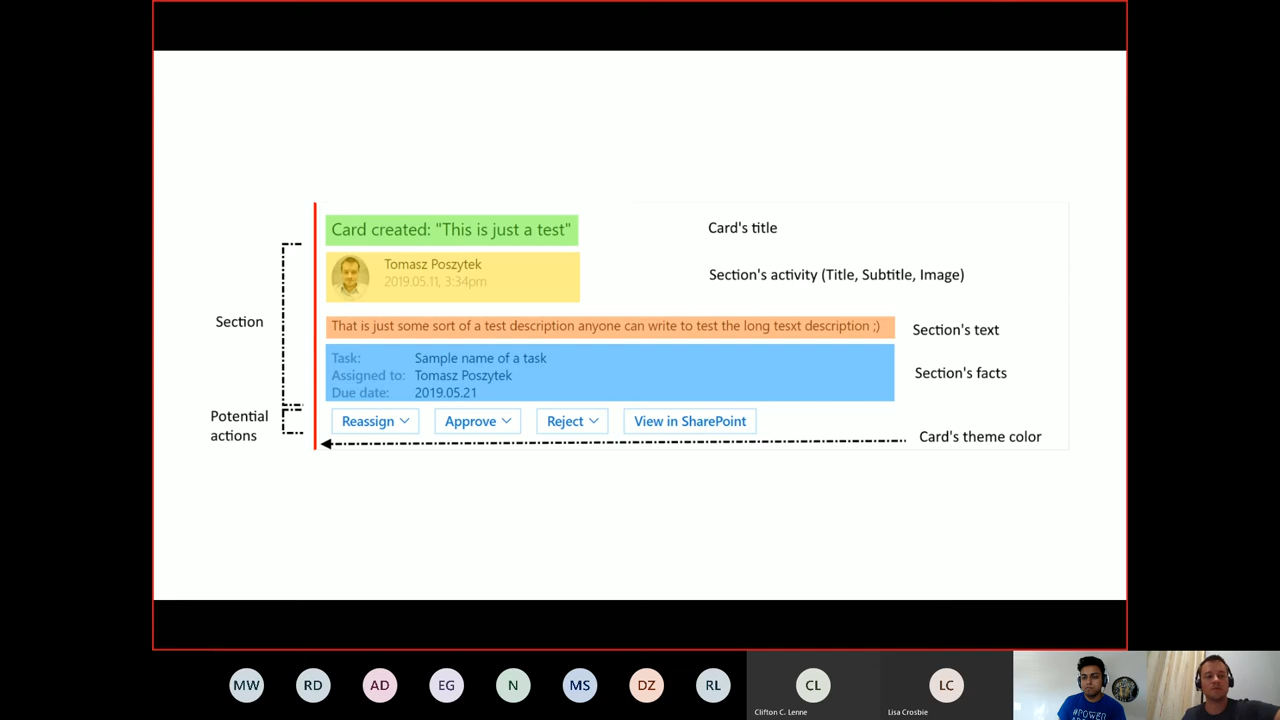 Card created: "This is just a test"
Card's title
Tomasz Poszytek
2019.05.11, 3:34pm
Section's activity (Title, Subtitle, Image)
Section
That is just some sort of a test description anyone can write to test the long tesxt description ;)
Section's text
Task: Sample name of a task
Assigned to: Tomasz Poszytek
Due date: 2019.05.21
Section's facts
Potential
actions
Reassign Approve Reject View in SharePoint
Card's theme color
MW RD AD EG N MS DZ RL CL LC
Clifton C. Lenne
Lisa Crosbie
#POWER